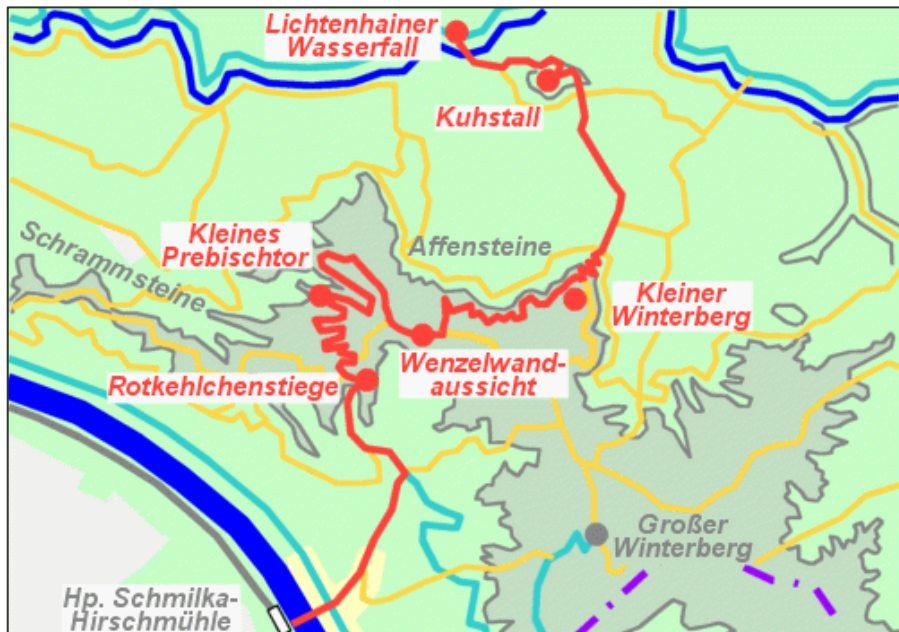 Lichtenhainer
Wasserfall
Kuhstall
Kleines
Prebischtor
Affensteine
Schrammsteine
Kleiner
Winterberg
Rotkehlchenstiege
Wenzelwand-
aussicht
Großer
Winterberg
Hp. Schmilka-
Hirschmühle